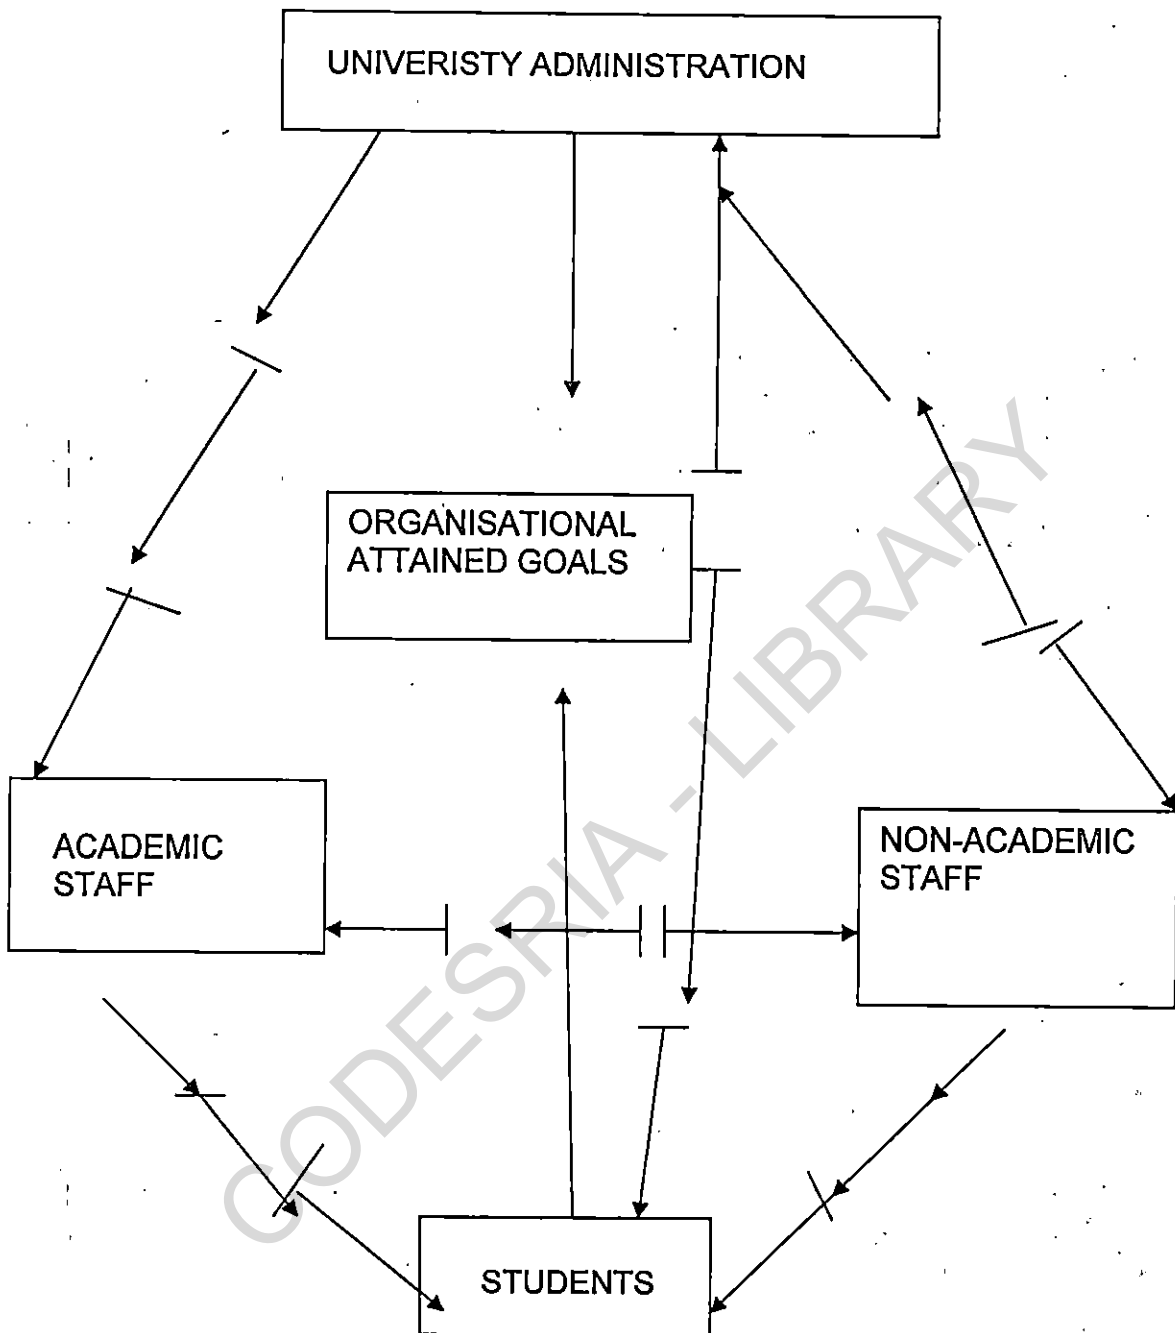 UNIVERISTY ADMINISTRATION
ORGANISATIONAL
ATTAINED GOALS
ACADEMIC
STAFF
NON-ACADEMIC
STAFF
STUDENTS
CODESRIA - LIBRARY